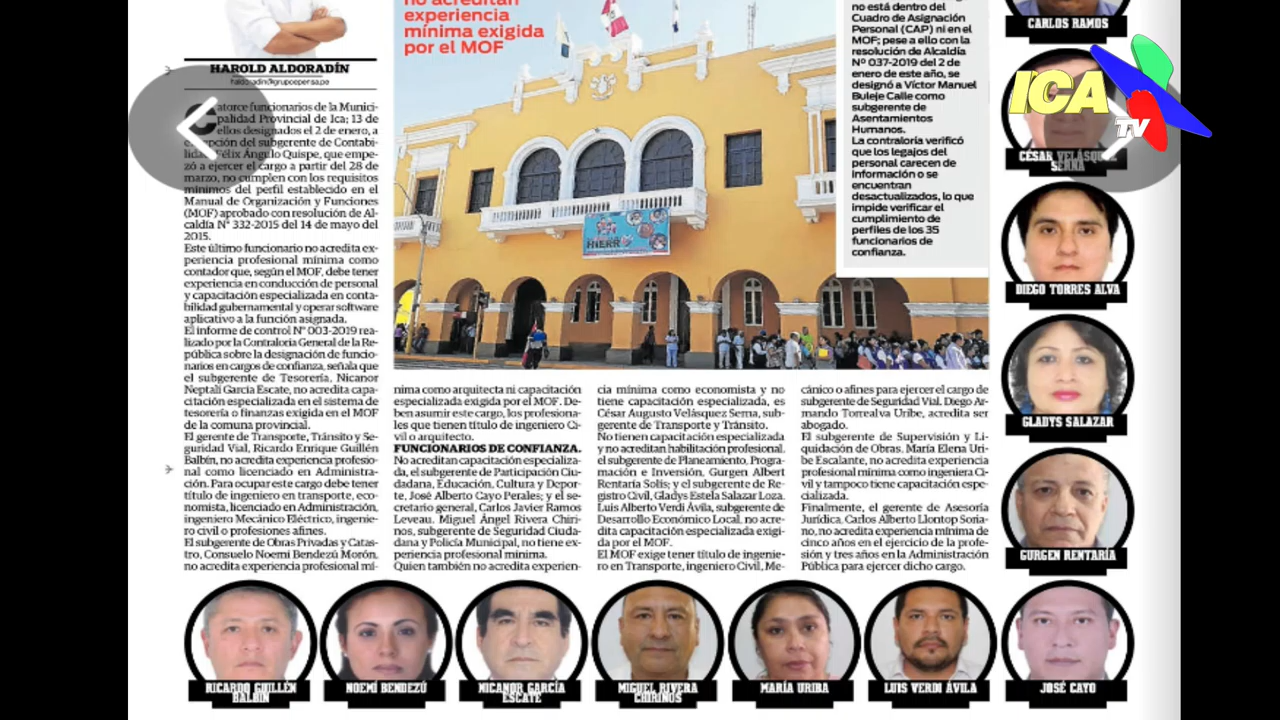 no acreditan
experiencia
mínima exigida
por el MOF
HAROLD ALDORADÍN
haldoradin@grupoepensa.pe
Catorce funcionarios de la Munici-
palidad Provincial de Ica; 13 de
ellos designados el 2 de enero, a
excepción del subgerente de Contabili-
dad, Félix Ángulo Quispe, que empe-
zó a ejercer el cargo a partir del 28 de
marzo, no cumplen con los requisitos
mínimos del perfil establecido en el
Manual de Organización y Funciones
(MOF) aprobado con resolución de Al-
caldía N° 332-2015 del 14 de mayo del
2015.
Este último funcionario no acredita ex-
periencia profesional mínima como
contador que, según el MOF, debe tener
experiencia en conducción de personal
y capacitación especializada en conta-
bilidad gubernamental y operar software
aplicativo a la función asignada.
El informe de control N° 003-2019 rea-
lizado por la Contraloría General de la Re-
pública sobre la designación de funcio-
narios en cargos de confianza, señala que
el subgerente de Tesorería, Nicanor
Neptalí García Escate, no acredita capa-
citación especializada en el sistema de
tesorería o finanzas exigida en el MOF
de la comuna provincial.
El gerente de Transporte, Tránsito y Se-
guridad Vial, Ricardo Enrique Guillén
Balbín, no acredita experiencia profesio-
nal como licenciado en Administra-
ción. Para ocupar este cargo debe tener
título de ingeniero en transporte, eco-
nomista, licenciado en Administración,
ingeniero Mecánico Eléctrico, ingenie-
ro civil o profesiones afines.
El subgerente de Obras Privadas y Catas-
tro, Consuelo Noemi Bendezú Morón,
no acredita experiencia profesional mí-
nima como arquitecta ni capacitación
especializada exigida por el MOF. De-
ben asumir este cargo, los profesiona-
les que tienen título de ingeniero Ci-
vil o arquitecto.
FUNCIONARIOS DE CONFIANZA.
No acreditan capacitación especializa-
da, el subgerente de Participación Ciu-
dadana, Educación, Cultura y Depor-
te, José Alberto Cayo Perales; y el se-
cretario general, Carlos Javier Ramos
Leveau. Miguel Ángel Rivera Chiri-
nos, subgerente de Seguridad Ciuda-
dana y Policía Municipal, no tiene ex-
periencia profesional mínima.
Quien también no acredita experien-
cia mínima como economista y no
tiene capacitación especializada, es
César Augusto Velásquez Serna, sub-
gerente de Transporte y Tránsito.
No tienen capacitación especializada
y no acreditan habilitación profesional,
el subgerente de Planeamiento, Progra-
mación e Inversión, Gurgen Albert
Rentaría Solis; y el subgerente de Re-
gistro Civil, Gladys Estela Salazar Loza.
Luis Alberto Verdi Ávila, subgerente de
Desarrollo Económico Local, no acre-
dita capacitación especializada exigi-
da por el MOF.
El MOF exige tener título de ingenie-
ro en Transporte, ingeniero Civil, Me-
cánico o afines para ejercer el cargo de
subgerente de Seguridad Vial. Diego Ar-
mando Torrealva Uribe, acredita ser
abogado.
El subgerente de Supervisión y Li-
quidación de Obras, María Elena Uri-
be Escalante, no acredita experiencia
profesional mínima como ingeniera Ci-
vil y tampoco tiene capacitación espe-
cializada.
Finalmente, el gerente de Asesoría
Jurídica, Carlos Alberto Llontop Soria-
no, no acredita experiencia mínima de
cinco años en el ejercicio de la profe-
sión y tres años en la Administración
Pública para ejercer dicho cargo.
no está dentro del
Cuadro de Asignación
Personal (CAP) ni en el
MOF; pese a ello con la
resolución de Alcaldía
N° 037-2019 del 2 de
enero de este año, se
designó a Víctor Manuel
Buleje Calle como
subgerente de
Asentamientos
Humanos.
La contraloría verificó
que los legajos del
personal carecen de
información o se
encuentran
desactualizados, lo que
impide verificar el
cumplimiento de
perfiles de los 35
funcionarios de
confianza.
HIERRO
CARLOS RAMOS
ICA
TV
CÉSAR VELÁSQUEZ
SERNA
DIEGO TORRES ALVA
GLADYS SALAZAR
GURGEN RENTARÍA
RICARDO GUILLÉN
BALBÍN
NOEMÍ BENDEZÚ
NICANOR GARCÍA
ESCATE
MIGUEL RIVERA
CHIRINOS
MARÍA URIBA
LUIS VERDI ÁVILA
JOSÉ CAYO